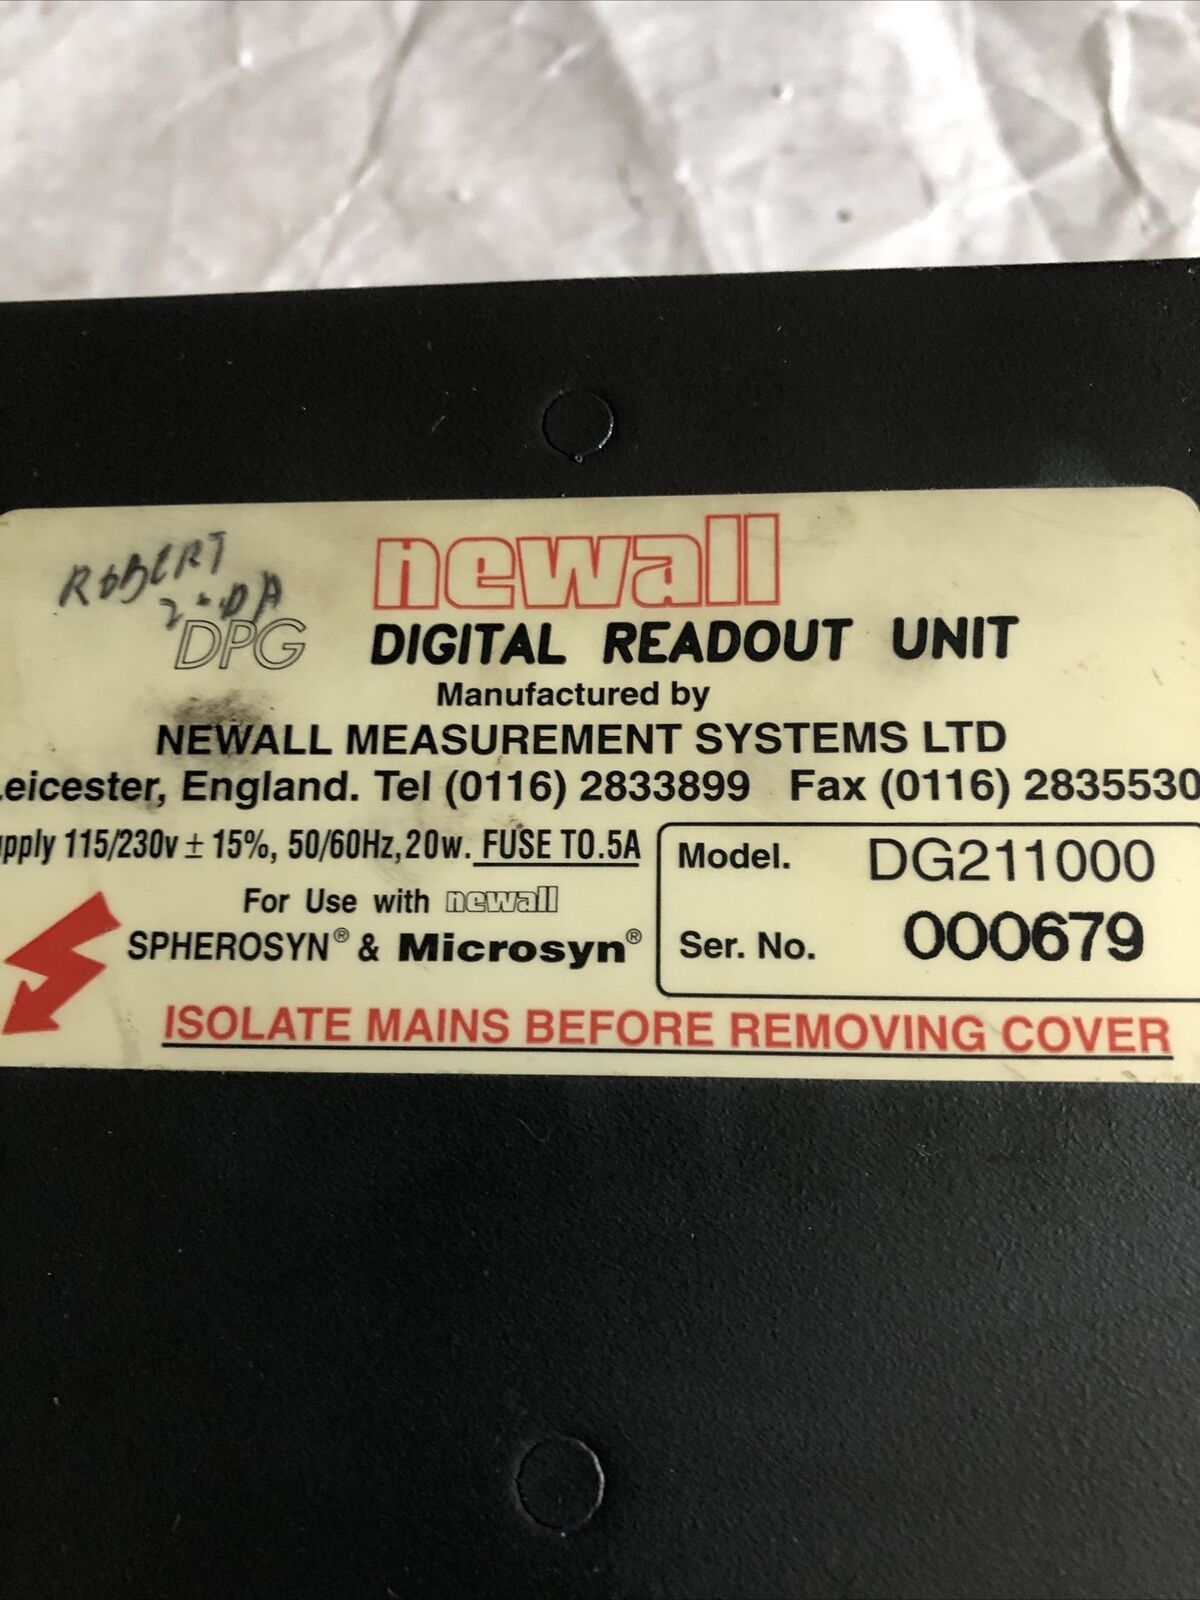 ROBERT
newall
DPG
DIGITAL READOUT UNIT
Manufactured by
NEWALL MEASUREMENT SYSTEMS LTD
eicester, England. Tel (0116) 2833899 Fax (0116) 2835530
pply 115/230v ± 15%, 50/60Hz, 20w. FUSE TO.5A
Model. DG211000
For Use with newall
SPHEROSYN® & Microsyn®
Ser. No. 000679
ISOLATE MAINS BEFORE REMOVING COVER